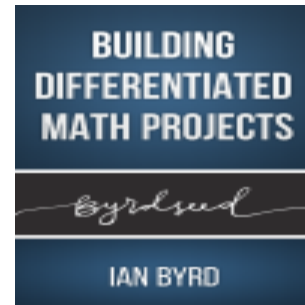 BUILDING
DIFFERENTIATED
MATH PROJECTS
Byrdseed
IAN BYRD